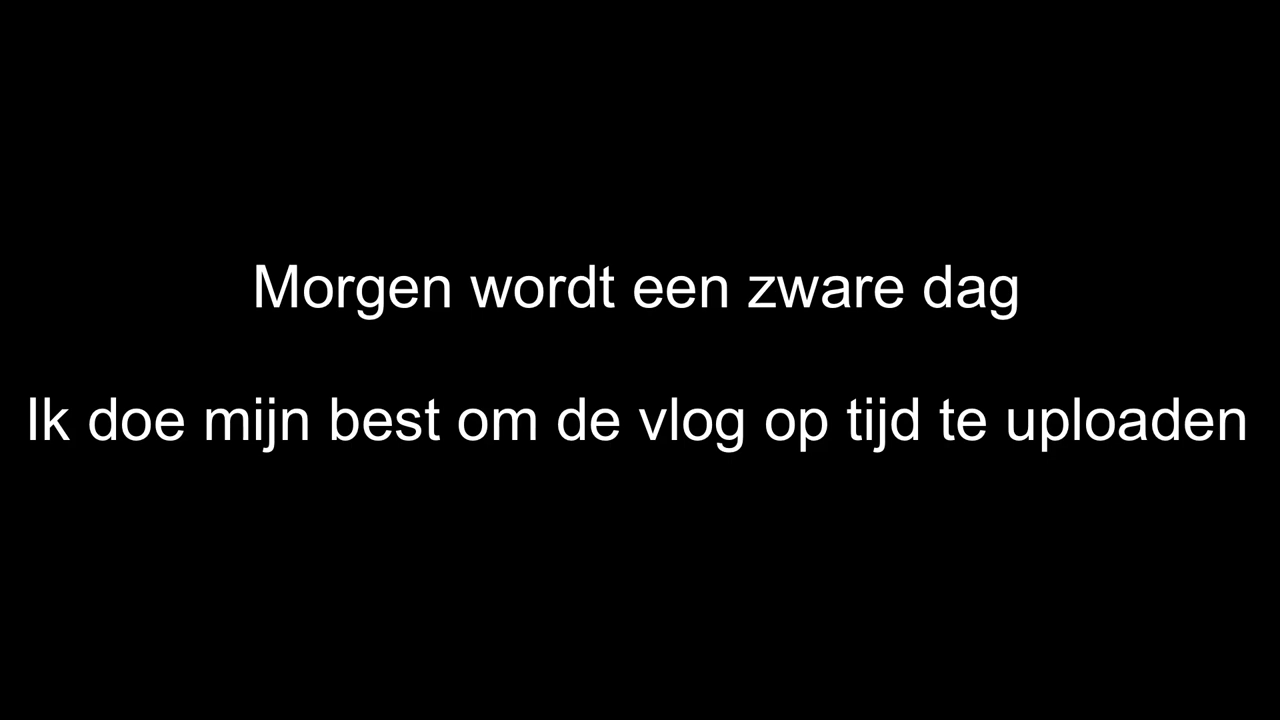 Morgen wordt een zware dag
Ik doe mijn best om de vlog op tijd te uploaden